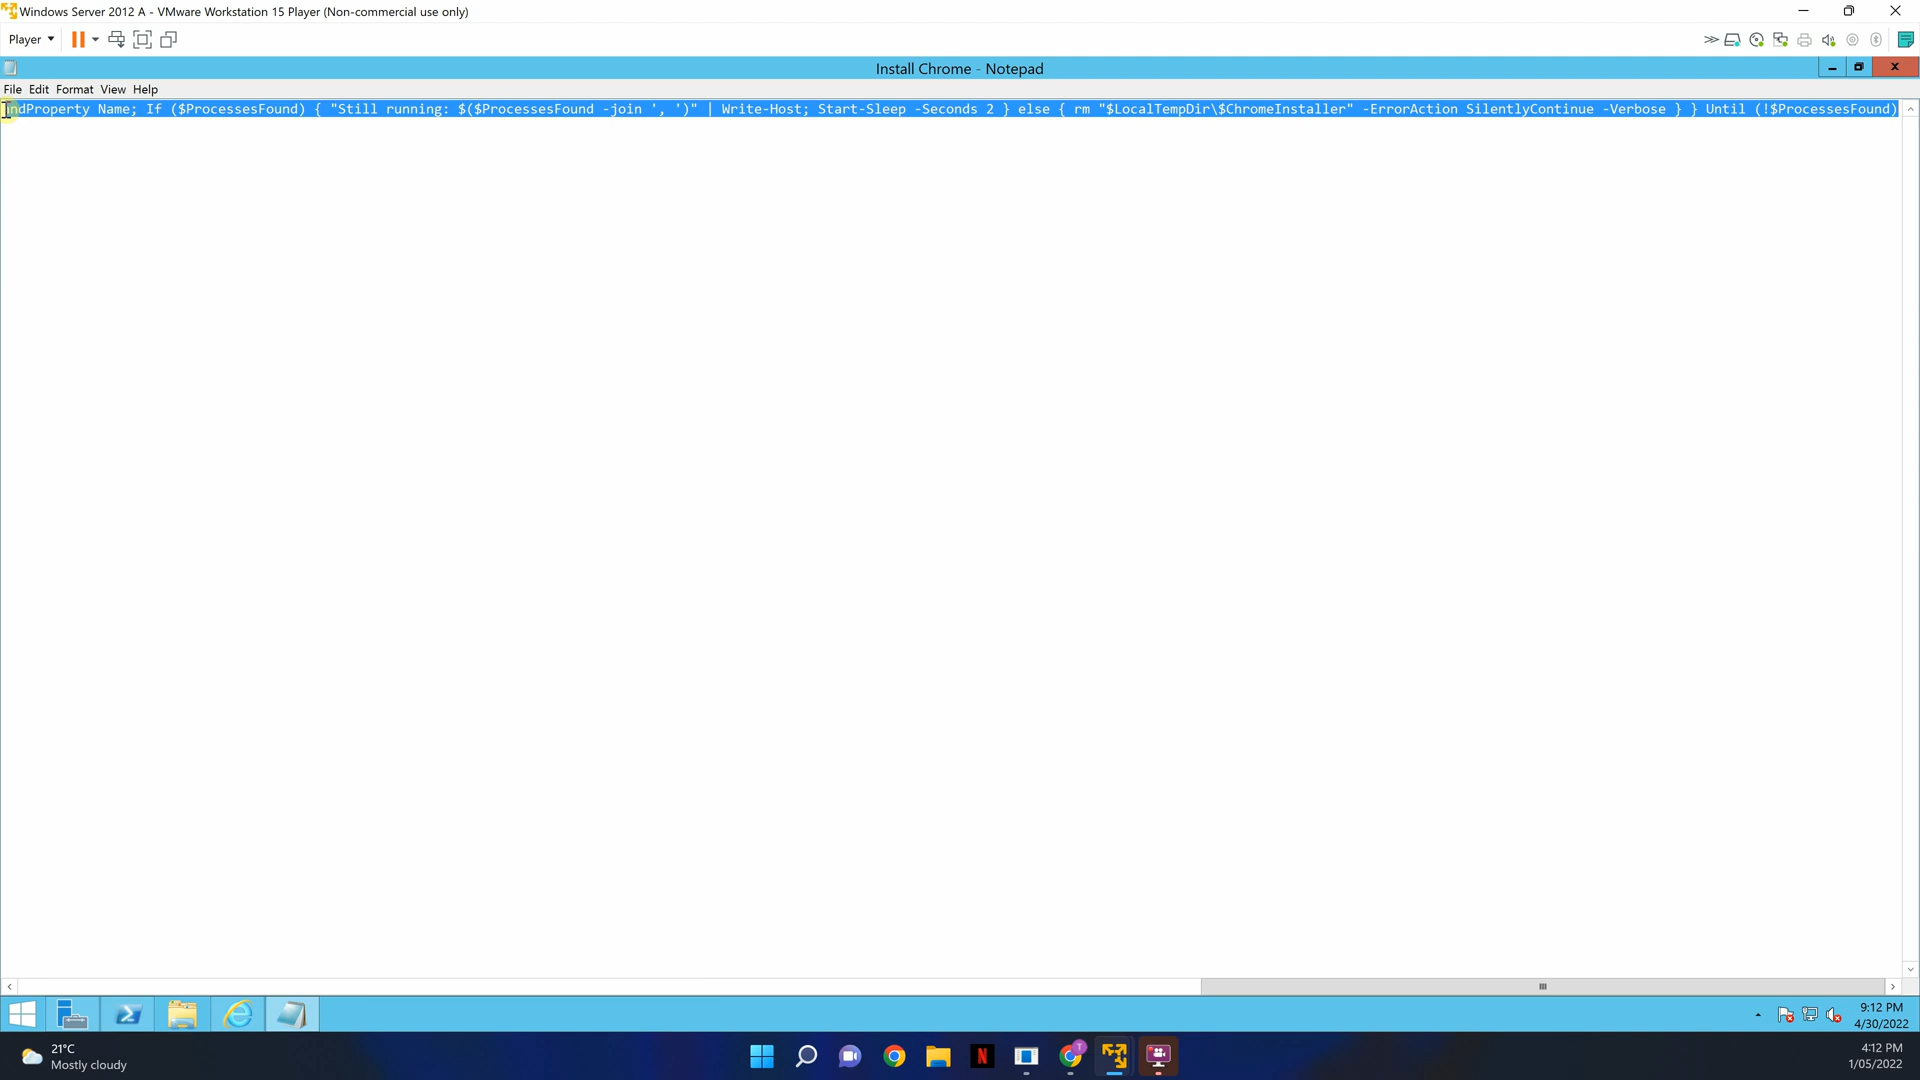 Windows Server 2012 A - VMware Workstation 15 Player (Non-commercial use only)
Player
Install Chrome - Notepad
File Edit Format View Help
ndProperty Name; If ($ProcessesFound) { "Still running: $($ProcessesFound -join ', ')" | Write-Host; Start-Sleep -Seconds 2 } else { rm "$LocalTempDir\$ChromeInstaller" -ErrorAction SilentlyContinue -Verbose } } Until (!$ProcessesFound)
9:12 PM
4/30/2022
21°C
Mostly cloudy
N
T
4:12 PM
1/05/2022